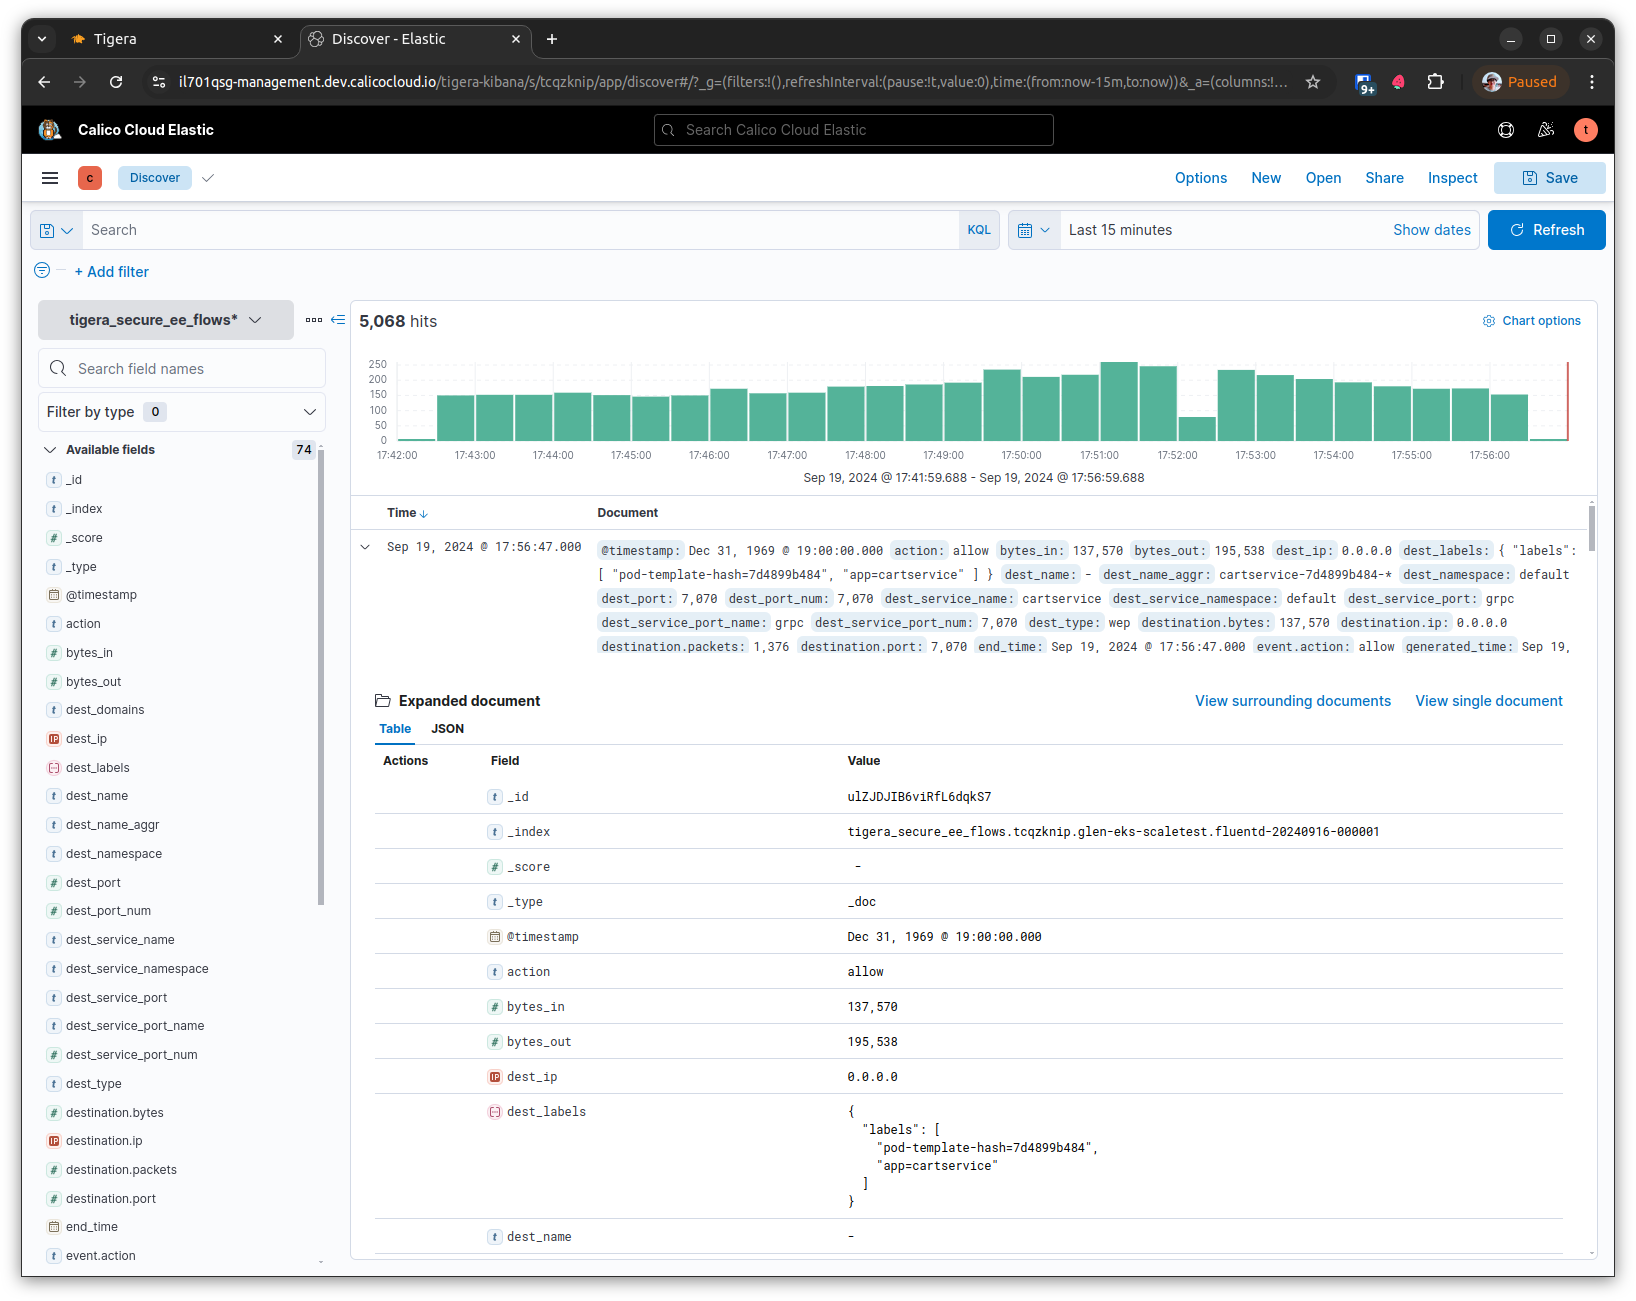 Tigera
Discover - Elastic
il701qsg-management.dev.calicocloud.io/tigera-kibana/s/tcqzknip/app/discover#/?_g=(filters:!(),refreshInterval:(pause:!t,value:0),time:(from:now-15m,to:now))&_a=(columns:!...
9+
Paused
Calico Cloud Elastic
Search Calico Cloud Elastic
t
c
Discover
Options New Open Share Inspect Save
Search
KQL
Last 15 minutes
Show dates
Refresh
+ Add filter
tigera_secure_ee_flows*
Search field names
Filter by type 0
Available fields 74
t _id
t _index
# _score
t _type
@timestamp
t action
# bytes_in
# bytes_out
t dest_domains
IP dest_ip
dest_labels
t dest_name
t dest_name_aggr
t dest_namespace
# dest_port
# dest_port_num
t dest_service_name
t dest_service_namespace
t dest_service_port
t dest_service_port_name
# dest_service_port_num
t dest_type
# destination.bytes
IP destination.ip
# destination.packets
# destination.port
end_time
t event.action
5,068 hits
Chart options
250
200
150
100
50
0
17:42:00 17:43:00 17:44:00 17:45:00 17:46:00 17:47:00 17:48:00 17:49:00 17:50:00 17:51:00 17:52:00 17:53:00 17:54:00 17:55:00 17:56:00
Sep 19, 2024 @ 17:41:59.688 - Sep 19, 2024 @ 17:56:59.688
Time Document
Sep 19, 2024 @ 17:56:47.000
@timestamp: Dec 31, 1969 @ 19:00:00.000 action: allow bytes_in: 137,570 bytes_out: 195,538 dest_ip: 0.0.0.0 dest_labels: { "labels":
[ "pod-template-hash=7d4899b484", "app=cartservice" ] } dest_name: - dest_name_aggr: cartservice-7d4899b484-* dest_namespace: default
dest_port: 7,070 dest_port_num: 7,070 dest_service_name: cartservice dest_service_namespace: default dest_service_port: grpc
dest_service_port_name: grpc dest_service_port_num: 7,070 dest_type: wep destination.bytes: 137,570 destination.ip: 0.0.0.0
destination.packets: 1,376 destination.port: 7,070 end_time: Sep 19, 2024 @ 17:56:47.000 event.action: allow generated_time: Sep 19,
Expanded document
View surrounding documents View single document
Table JSON
Actions Field Value
t _id ulZJDJIB6viRfL6dqkS7
t _index tigera_secure_ee_flows.tcqzknip.glen-eks-scaletest.fluentd-20240916-000001
# _score -
t _type _doc
@timestamp Dec 31, 1969 @ 19:00:00.000
t action allow
# bytes_in 137,570
# bytes_out 195,538
IP dest_ip 0.0.0.0
dest_labels {
"labels": [
"pod-template-hash=7d4899b484",
"app=cartservice"
]
}
t dest_name -